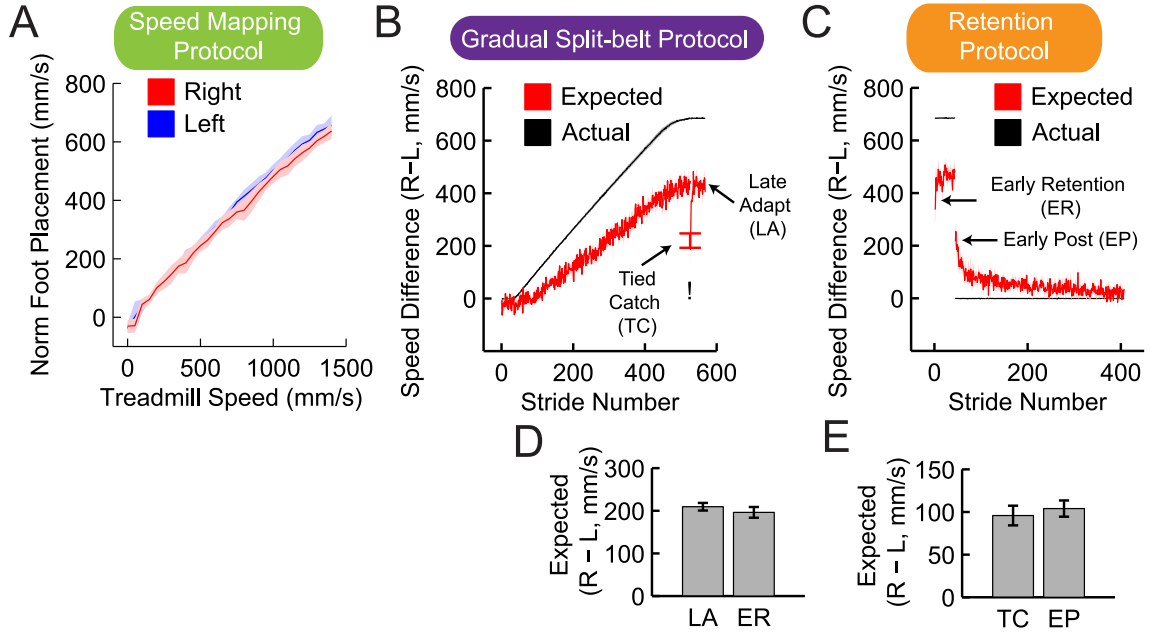 A
Speed Mapping
Protocol
Right
Left
Norm Foot Placement (mm/s)
800
600
400
200
0
0
500
1000
1500
Treadmill Speed (mm/s)
B
Gradual Split-belt Protocol
Expected
Actual
Speed Difference (R−L, mm/s)
800
600
400
200
0
Late
Adapt
(LA)
Tied
Catch
(TC)
!
0
200
400
600
Stride Number
C
Retention
Protocol
Expected
Actual
Speed Difference (R−L, mm/s)
800
600
400
200
0
Early Retention
(ER)
Early Post (EP)
0
200
400
Stride Number
D
Expected
(R − L, mm/s)
300
200
100
0
LA
ER
E
Expected
(R − L, mm/s)
150
100
50
0
TC
EP